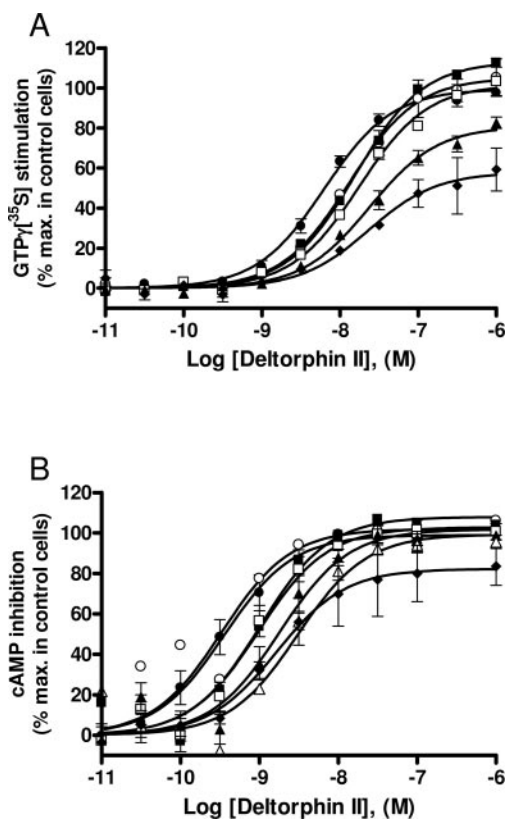 A
GTPγ[³⁵S] stimulation
(% max. in control cells)
120
100
80
60
40
20
0
-11 -10 -9 -8 -7 -6
Log [Deltorphin II], (M)
B
cAMP inhibition
(% max. in control cells)
120
100
80
60
40
20
0
-11 -10 -9 -8 -7 -6
Log [Deltorphin II], (M)